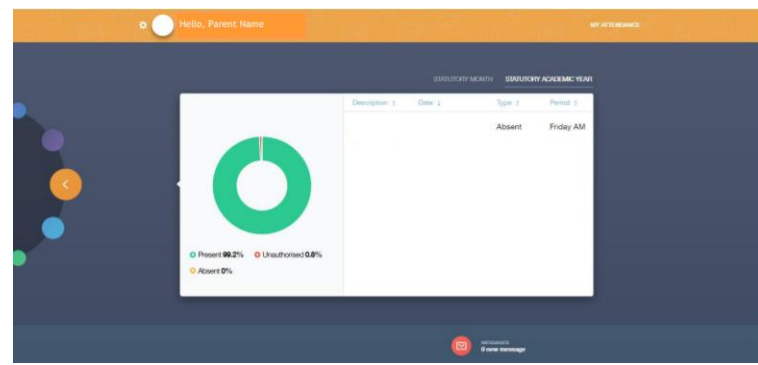 Hello, Parent Name
MY ATTENDANCE
STATUTORY MONTH STATUTORY ACADEMIC YEAR
Description Date Type Period
Absent Friday AM
Present 99.2% Unauthorised 0.8%
Absent 0%
MESSAGES
0 new message